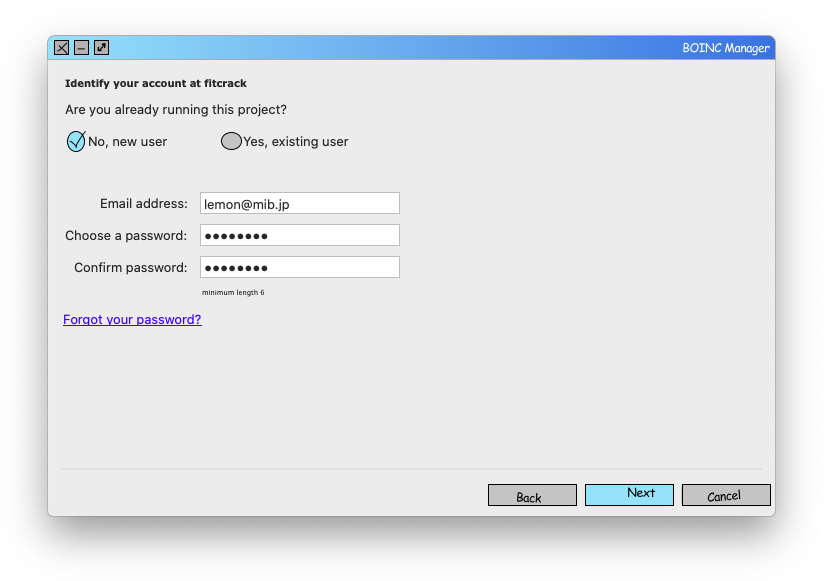 BOINC Manager
Identify your account at fitcrack
Are you already running this project?
No, new user Yes, existing user
Email address: lemon@mib.jp
Choose a password: ●●●●●●●●
Confirm password: ●●●●●●●●
minimum length 6
Forgot your password?
Back Next Cancel